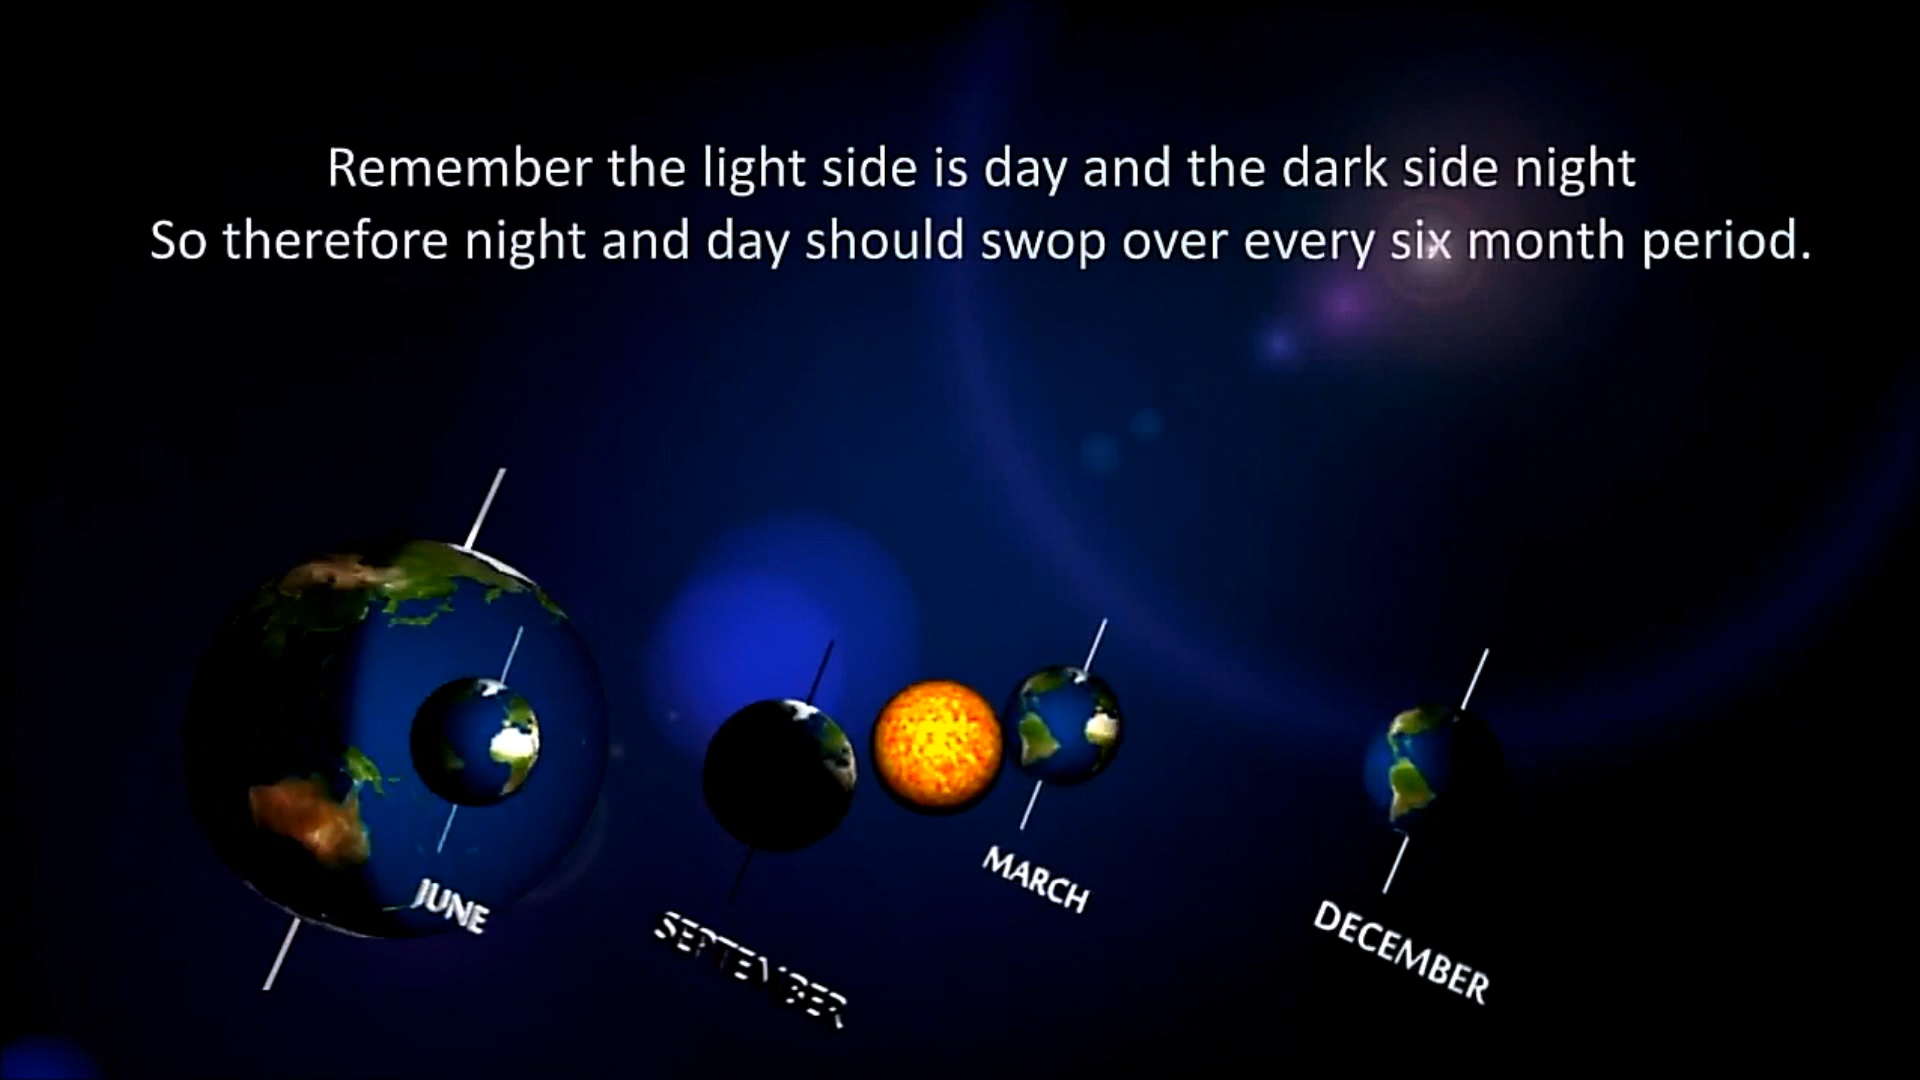 Remember the light side is day and the dark side night
So therefore night and day should swop over every six month period.
JUNE
SEPTEMBER
MARCH
DECEMBER